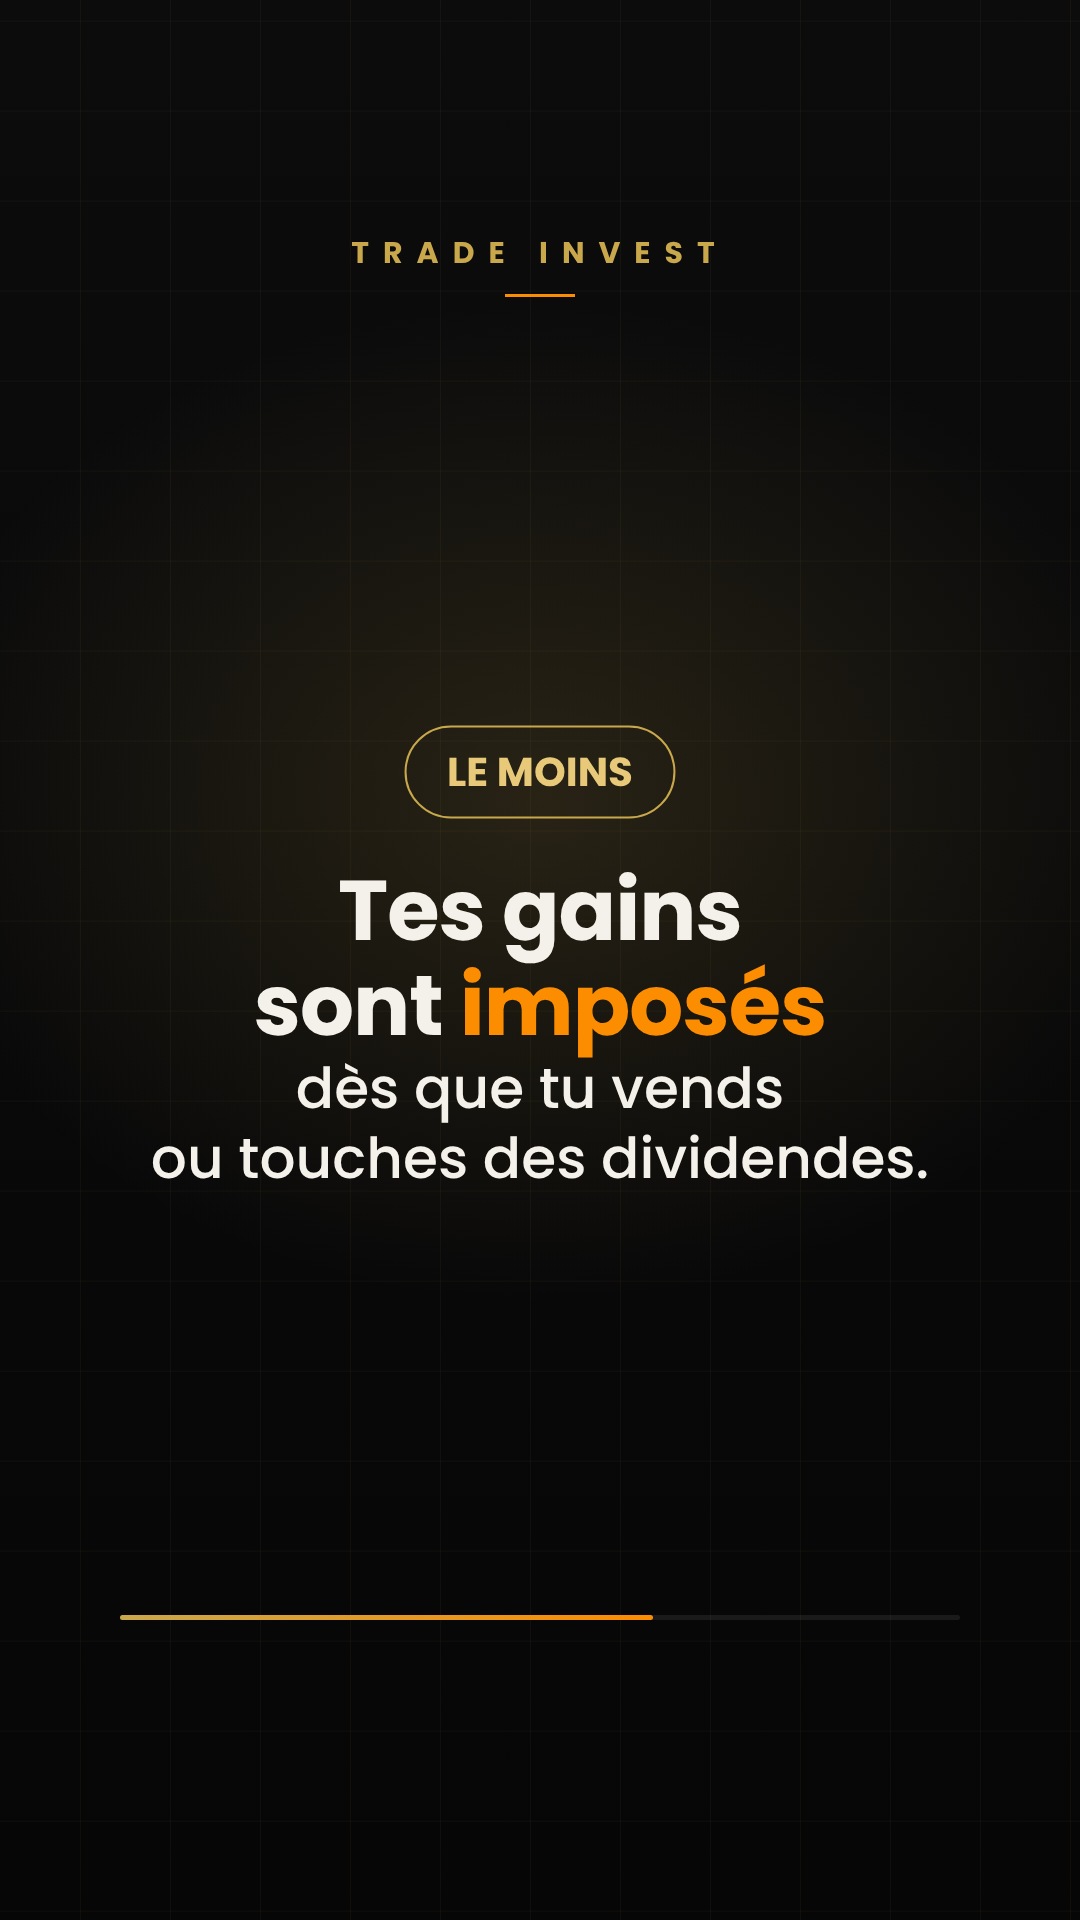 TRADE INVEST
LE MOINS
Tes gains
sont imposés
dès que tu vends
ou touches des dividendes.